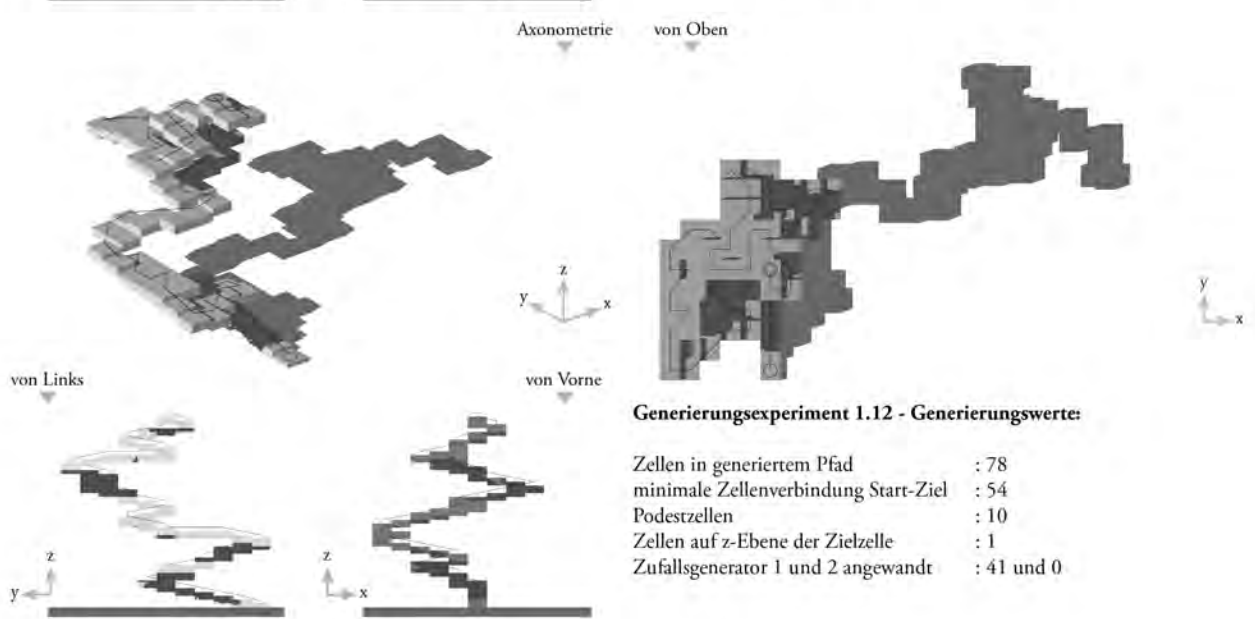 Axonometrie
von Oben
z
y
x
y
x
von Links
von Vorne
z
y
z
x
Generierungsexperiment 1.12 - Generierungswerte:
Zellen in generiertem Pfad : 78
minimale Zellenverbindung Start-Ziel : 54
Podestzellen : 10
Zellen auf z-Ebene der Zielzelle : 1
Zufallsgenerator 1 und 2 angewandt : 41 und 0